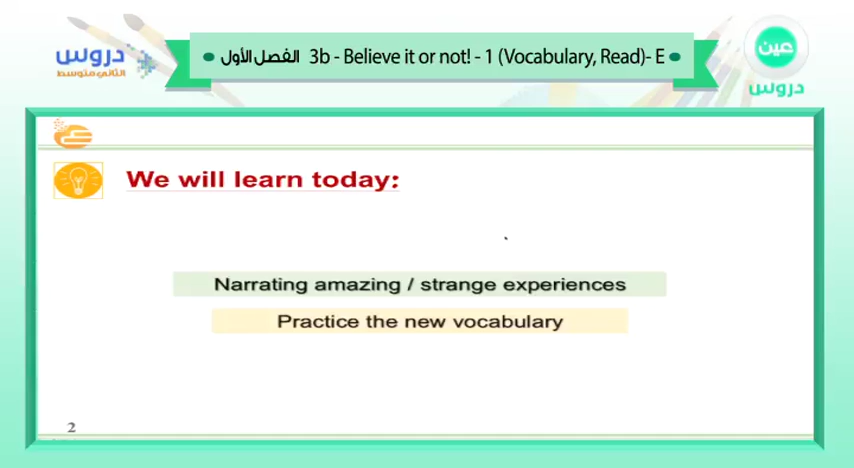 دروس
الثاني متوسط
الفصل الأول 3b - Believe it or not! - 1 (Vocabulary, Read)- E
عين
دروس
We will learn today:
Narrating amazing / strange experiences
Practice the new vocabulary
2